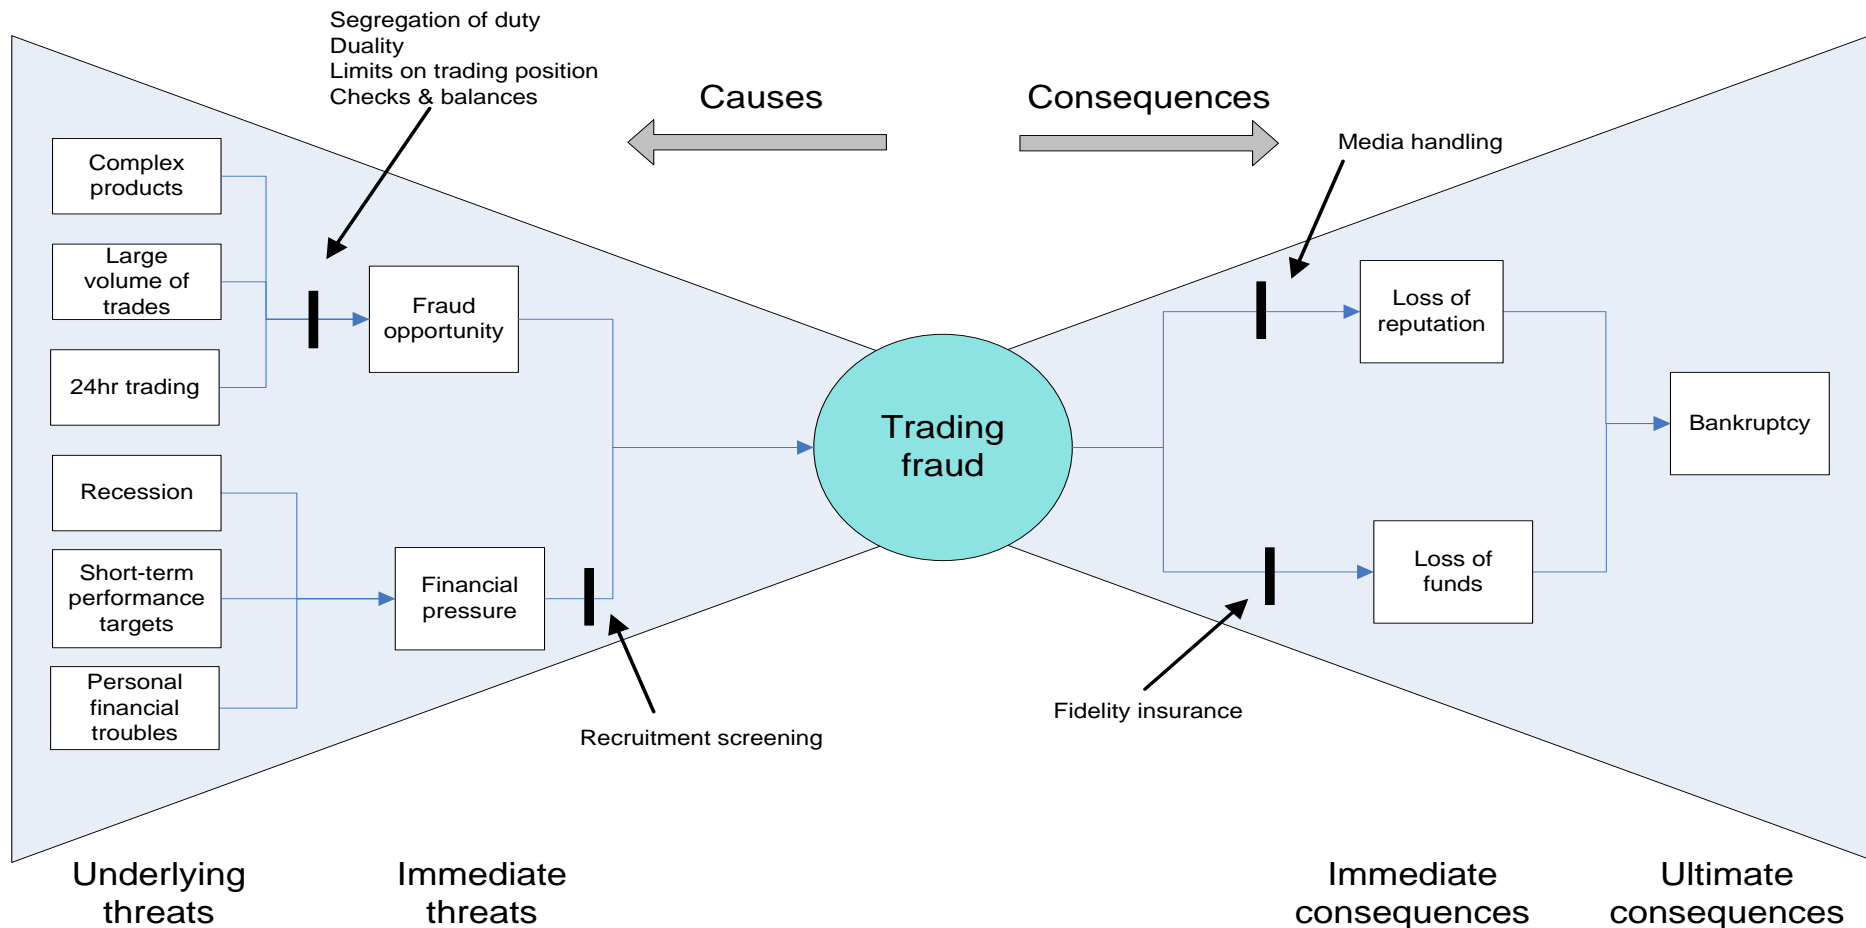 Segregation of duty
Duality
Limits on trading position
Checks & balances
Causes
Consequences
Media handling
Complex
products
Large
volume of
trades
24hr trading
Fraud
opportunity
Recession
Short-term
performance
targets
Personal
financial
troubles
Financial
pressure
Recruitment screening
Trading
fraud
Loss of
reputation
Bankruptcy
Loss of
funds
Fidelity insurance
Underlying
threats
Immediate
threats
Immediate
consequences
Ultimate
consequences